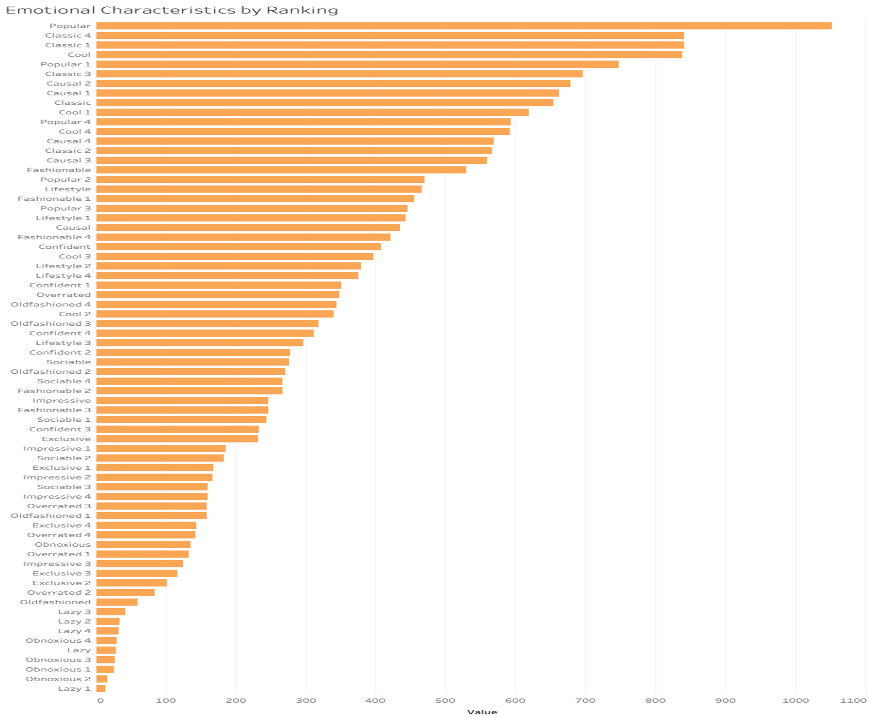 Emotional Characteristics by Ranking
Popular
Classic 4
Classic 1
Cool
Popular 1
Classic 3
Causal 2
Causal 1
Classic
Cool 1
Popular 4
Cool 4
Causal 4
Classic 2
Causal 3
Fashionable
Popular 2
Lifestyle
Fashionable 1
Popular 3
Lifestyle 1
Causal
Fashionable 4
Confident
Cool 3
Lifestyle 2
Lifestyle 4
Confident 1
Overrated
Oldfashioned 4
Cool 2
Oldfashioned 3
Confident 4
Lifestyle 3
Confident 2
Sociable
Oldfashioned 2
Sociable 4
Fashionable 2
Impressive
Fashionable 3
Sociable 1
Confident 3
Exclusive
Impressive 1
Sociable 2
Exclusive 1
Impressive 2
Sociable 3
Impressive 4
Overrated 3
Oldfashioned 1
Exclusive 4
Overrated 4
Obnoxious
Overrated 1
Impressive 3
Exclusive 3
Exclusive 2
Overrated 2
Oldfashioned
Lazy 3
Lazy 2
Lazy 4
Obnoxious 4
Lazy
Obnoxious 3
Obnoxious 1
Obnoxious 2
Lazy 1
0 100 200 300 400 500 600 700 800 900 1000 1100
Value